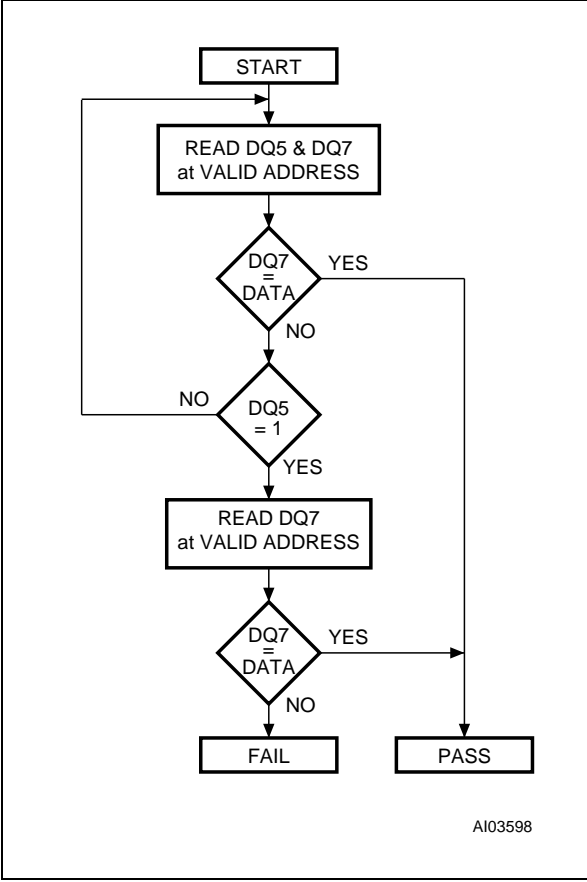 START
READ DQ5 & DQ7
at VALID ADDRESS
DQ7
=
DATA
YES
NO
NO
DQ5
= 1
YES
READ DQ7
at VALID ADDRESS
DQ7
=
DATA
YES
NO
FAIL
PASS
AI03598